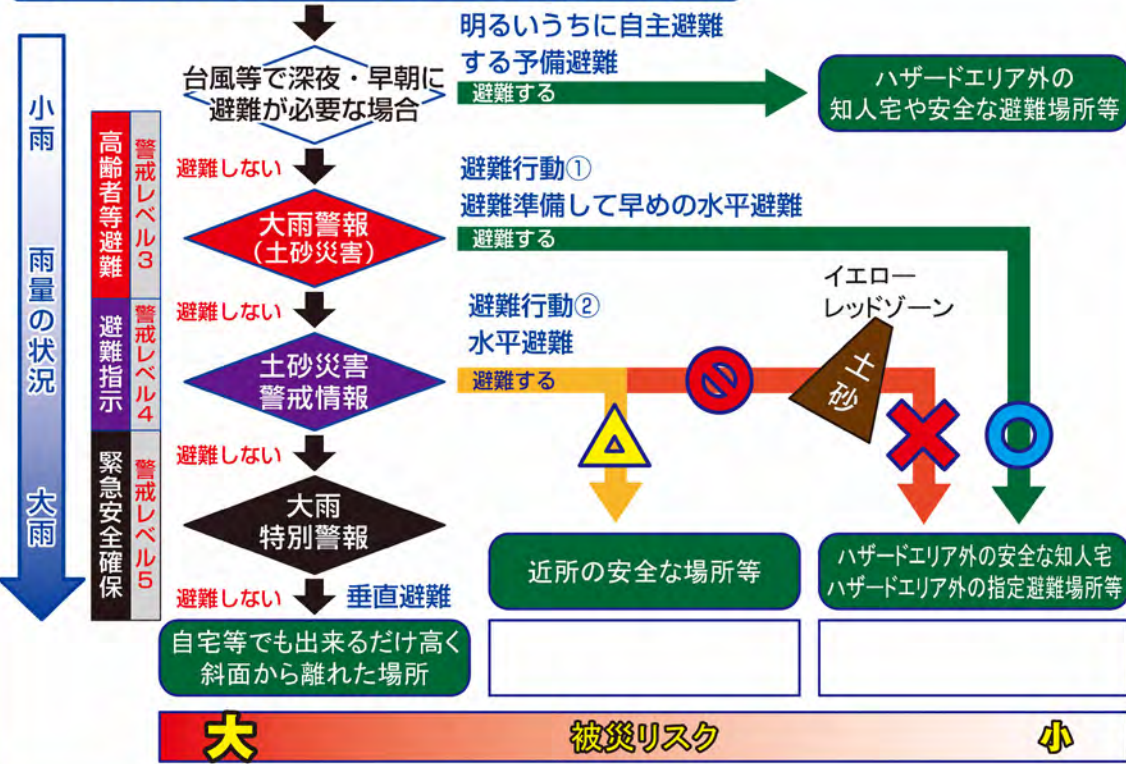 明るいうちに自主避難
する予備避難
台風等で深夜・早朝に
避難が必要な場合
避難する
ハザードエリア外の
知人宅や安全な避難場所等
小雨 雨量の状況 大雨
高齢者等避難
警戒レベル3
避難しない
避難行動①
避難準備して早めの水平避難
大雨警報
(土砂災害)
避難する
イエロー
レッドゾーン
避難指示
警戒レベル4
避難しない
避難行動②
水平避難
土砂災害
警戒情報
避難する
土砂
緊急安全確保
警戒レベル5
避難しない
大雨
特別警報
近所の安全な場所等
ハザードエリア外の安全な知人宅
ハザードエリア外の指定避難場所等
避難しない
垂直避難
自宅等でも出来るだけ高く
斜面から離れた場所
大 被災リスク 小